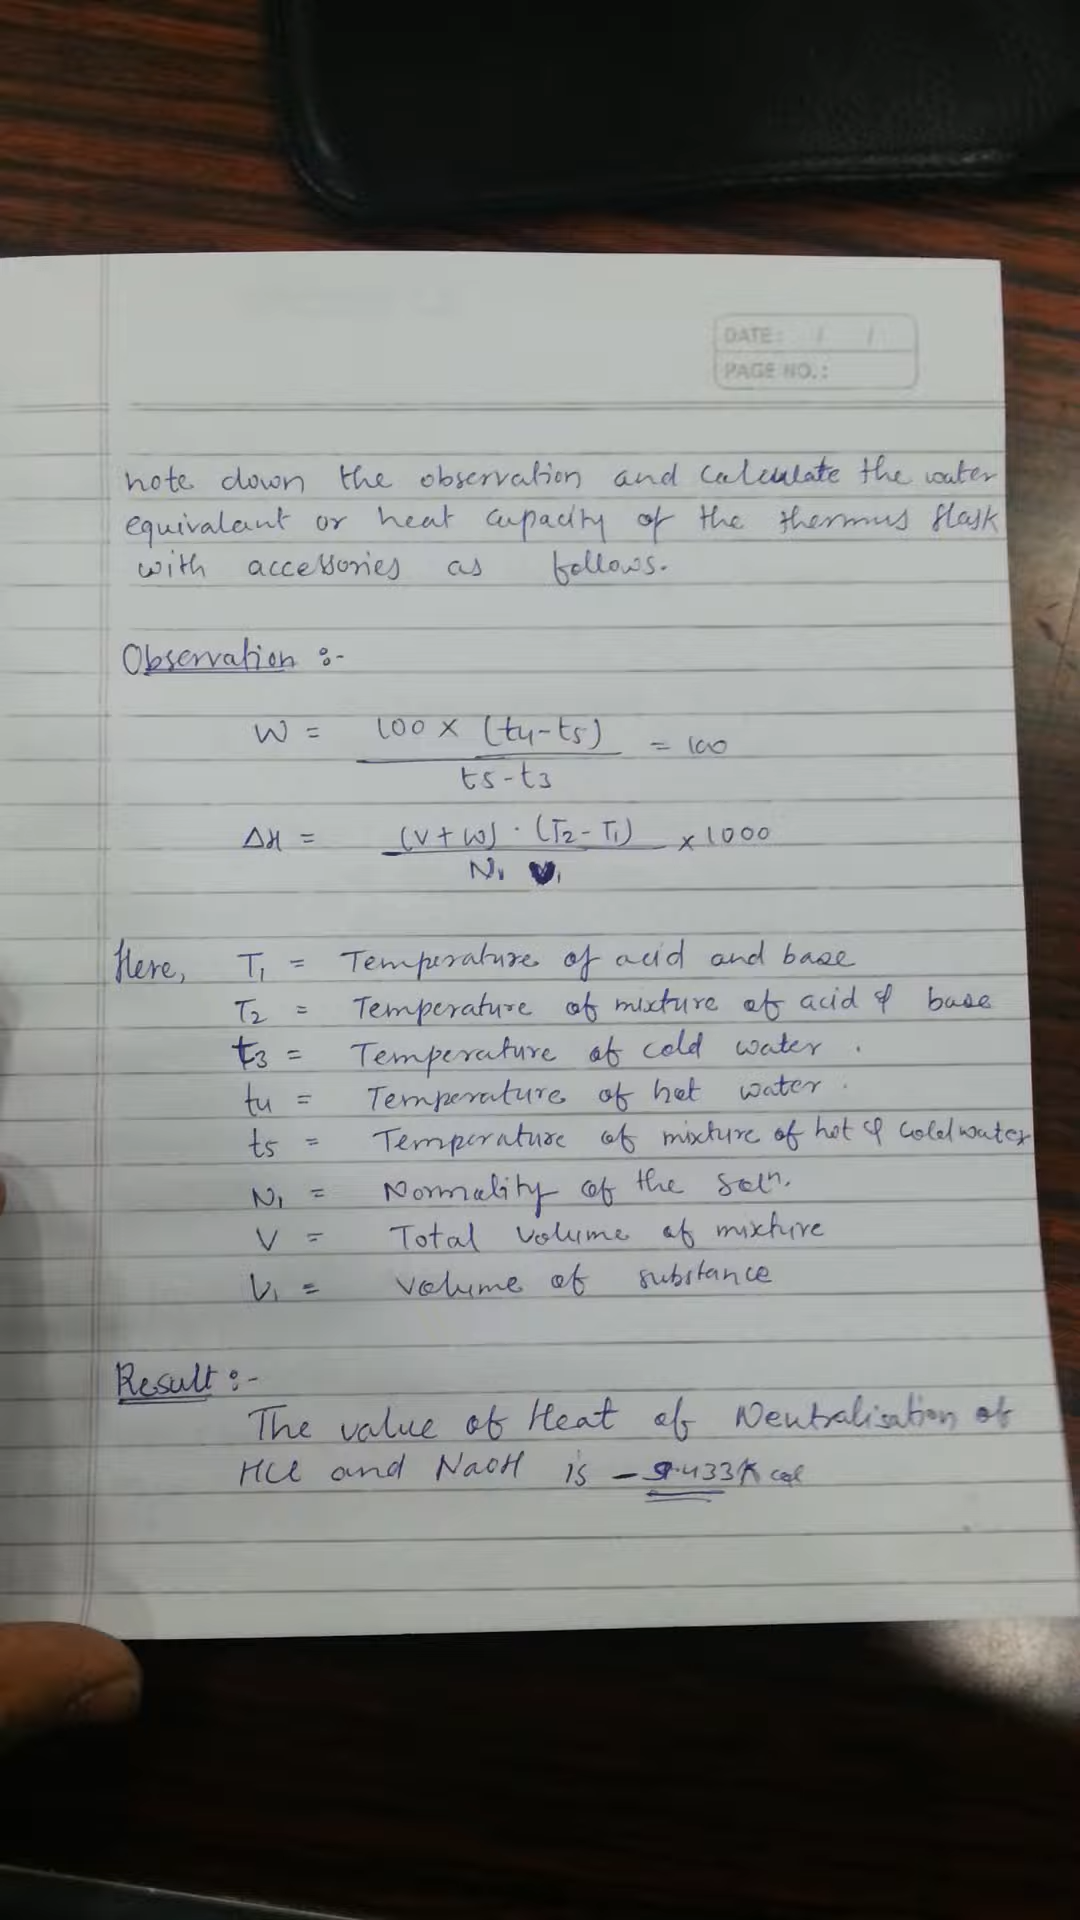 DATE: / /
PAGE NO.:
note down the observation and calculate the water
equivalant or heat capacity of the thermus flask
with accessories as follows.
Observation :-
W = 100 x (t4-t5) / t5-t3 = 100
ΔH = (V+W) · (T2-T1) / N1 V1 x 1000
Here, T1 = Temperature of acid and base
T2 = Temperature of mixture of acid & base
t3 = Temperature of cold water .
t4 = Temperature of hot water .
t5 = Temperature of mixture of hot & cold water
N1 = Normality of the soln.
V = Total volume of mixture
V1 = Volume of substance
Result :-
The value of Heat of Neutralisation of
HCl and NaOH is